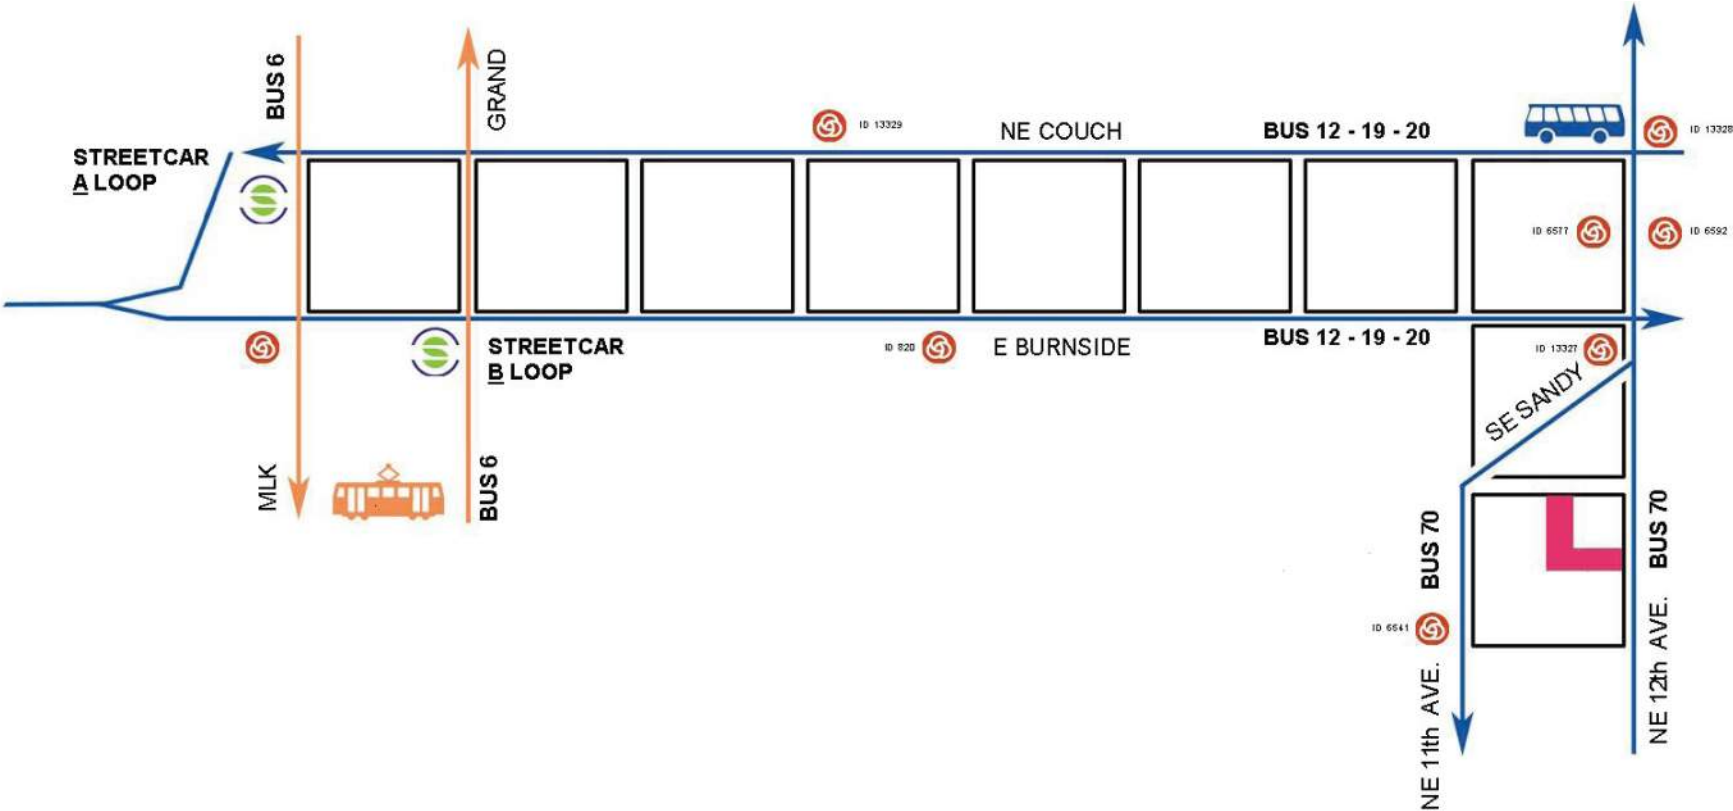 BUS 6
GRAND
ID 13329
NE COUCH
BUS 12 - 19 - 20
ID 13328
STREETCAR
A LOOP
ID 6577
ID 6592
ID 820
E BURNSIDE
BUS 12 - 19 - 20
STREETCAR
B LOOP
ID 13327
SE SANDY
MLK
BUS 6
BUS 70
BUS 70
ID 6541
NE 11th AVE.
NE 12th AVE.